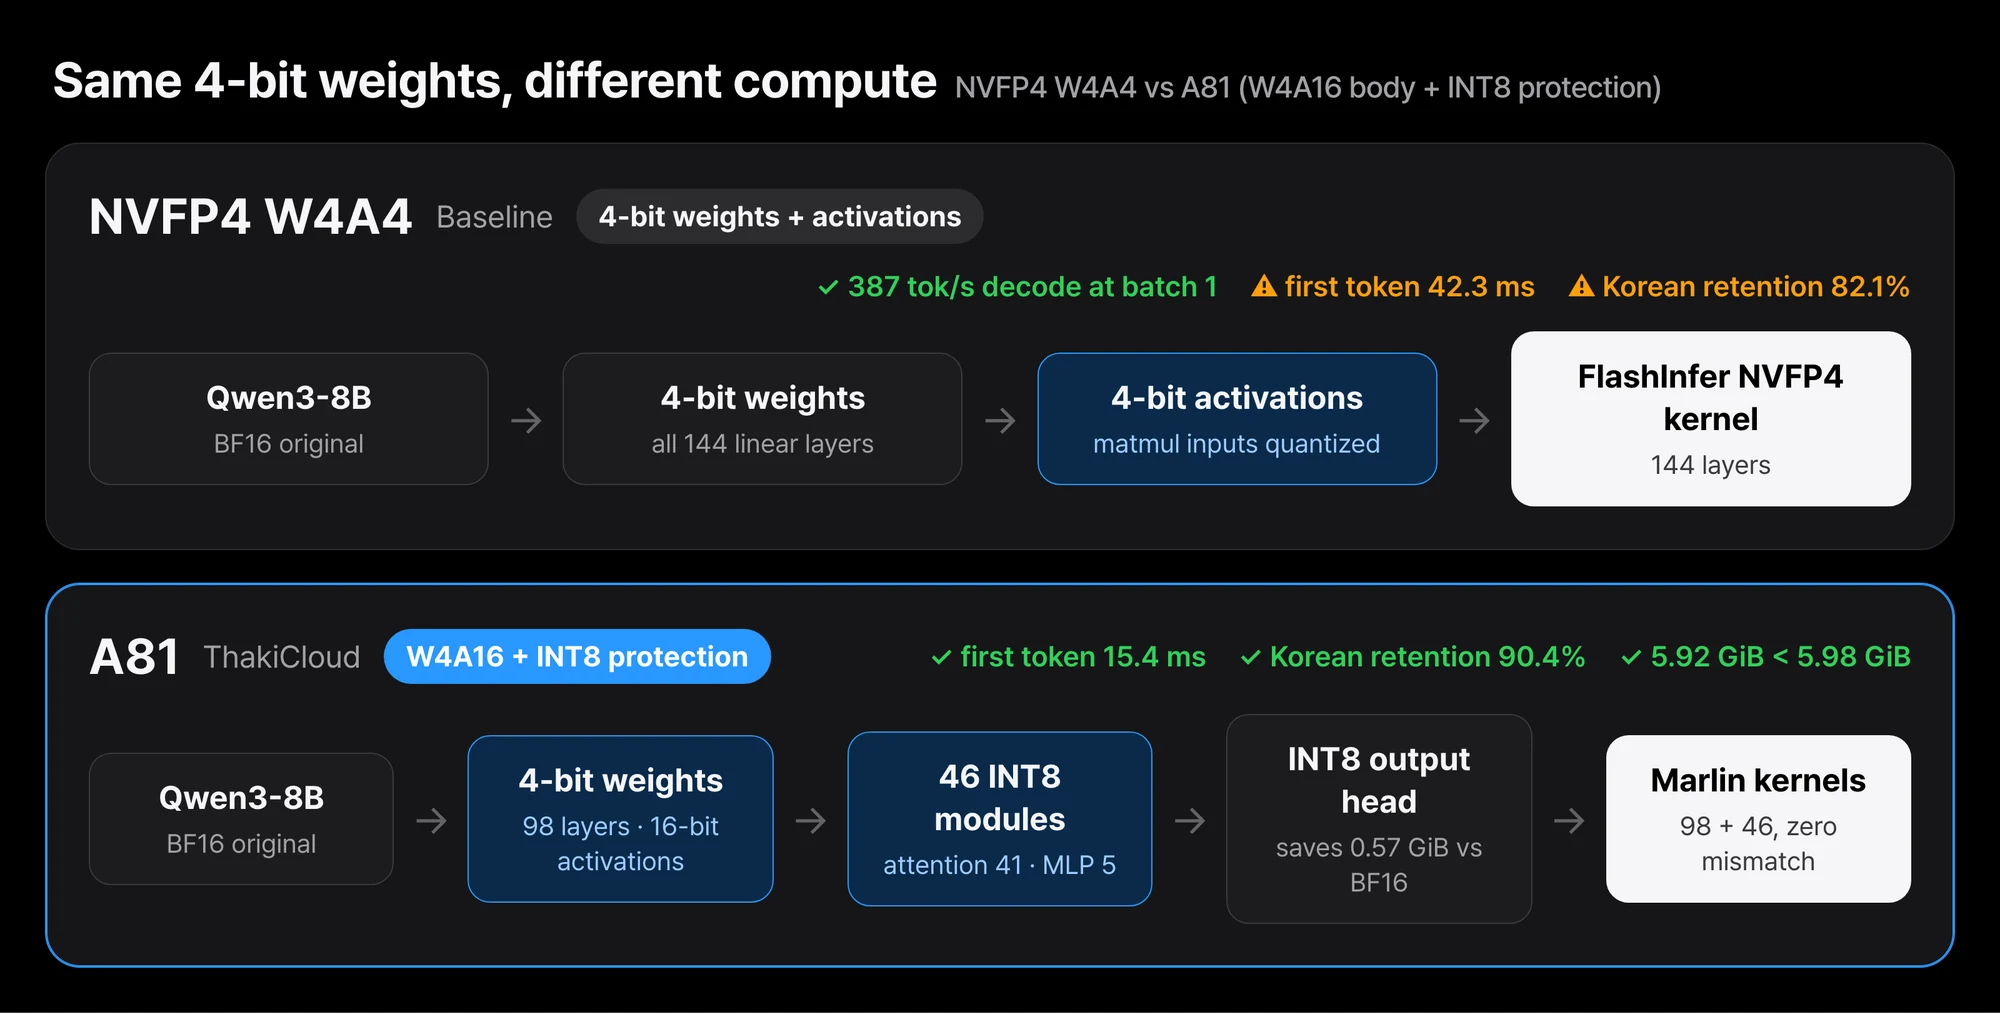 Same 4-bit weights, different compute NVFP4 W4A4 vs A81 (W4A16 body + INT8 protection)
NVFP4 W4A4 Baseline 4-bit weights + activations
✓ 387 tok/s decode at batch 1 ⚠ first token 42.3 ms ⚠ Korean retention 82.1%
Qwen3-8B
BF16 original
→
4-bit weights
all 144 linear layers
→
4-bit activations
matmul inputs quantized
→
FlashInfer NVFP4
kernel
144 layers
A81 ThakiCloud W4A16 + INT8 protection ✓ first token 15.4 ms ✓ Korean retention 90.4% ✓ 5.92 GiB < 5.98 GiB
Qwen3-8B
BF16 original
→
4-bit weights
98 layers · 16-bit
activations
→
46 INT8
modules
attention 41 · MLP 5
→
INT8 output
head
saves 0.57 GiB vs
BF16
→
Marlin kernels
98 + 46, zero
mismatch